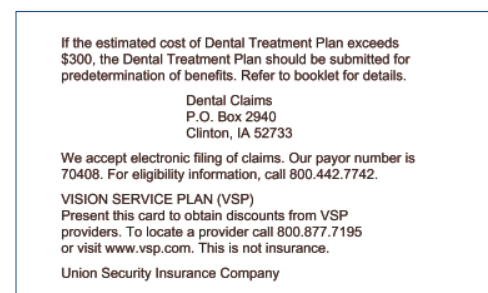 If the estimated cost of Dental Treatment Plan exceeds
$300, the Dental Treatment Plan should be submitted for
predetermination of benefits. Refer to booklet for details.
Dental Claims
P.O. Box 2940
Clinton, IA 52733
We accept electronic filing of claims. Our payor number is
70408. For eligibility information, call 800.442.7742.
VISION SERVICE PLAN (VSP)
Present this card to obtain discounts from VSP
providers. To locate a provider call 800.877.7195
or visit www.vsp.com. This is not insurance.
Union Security Insurance Company